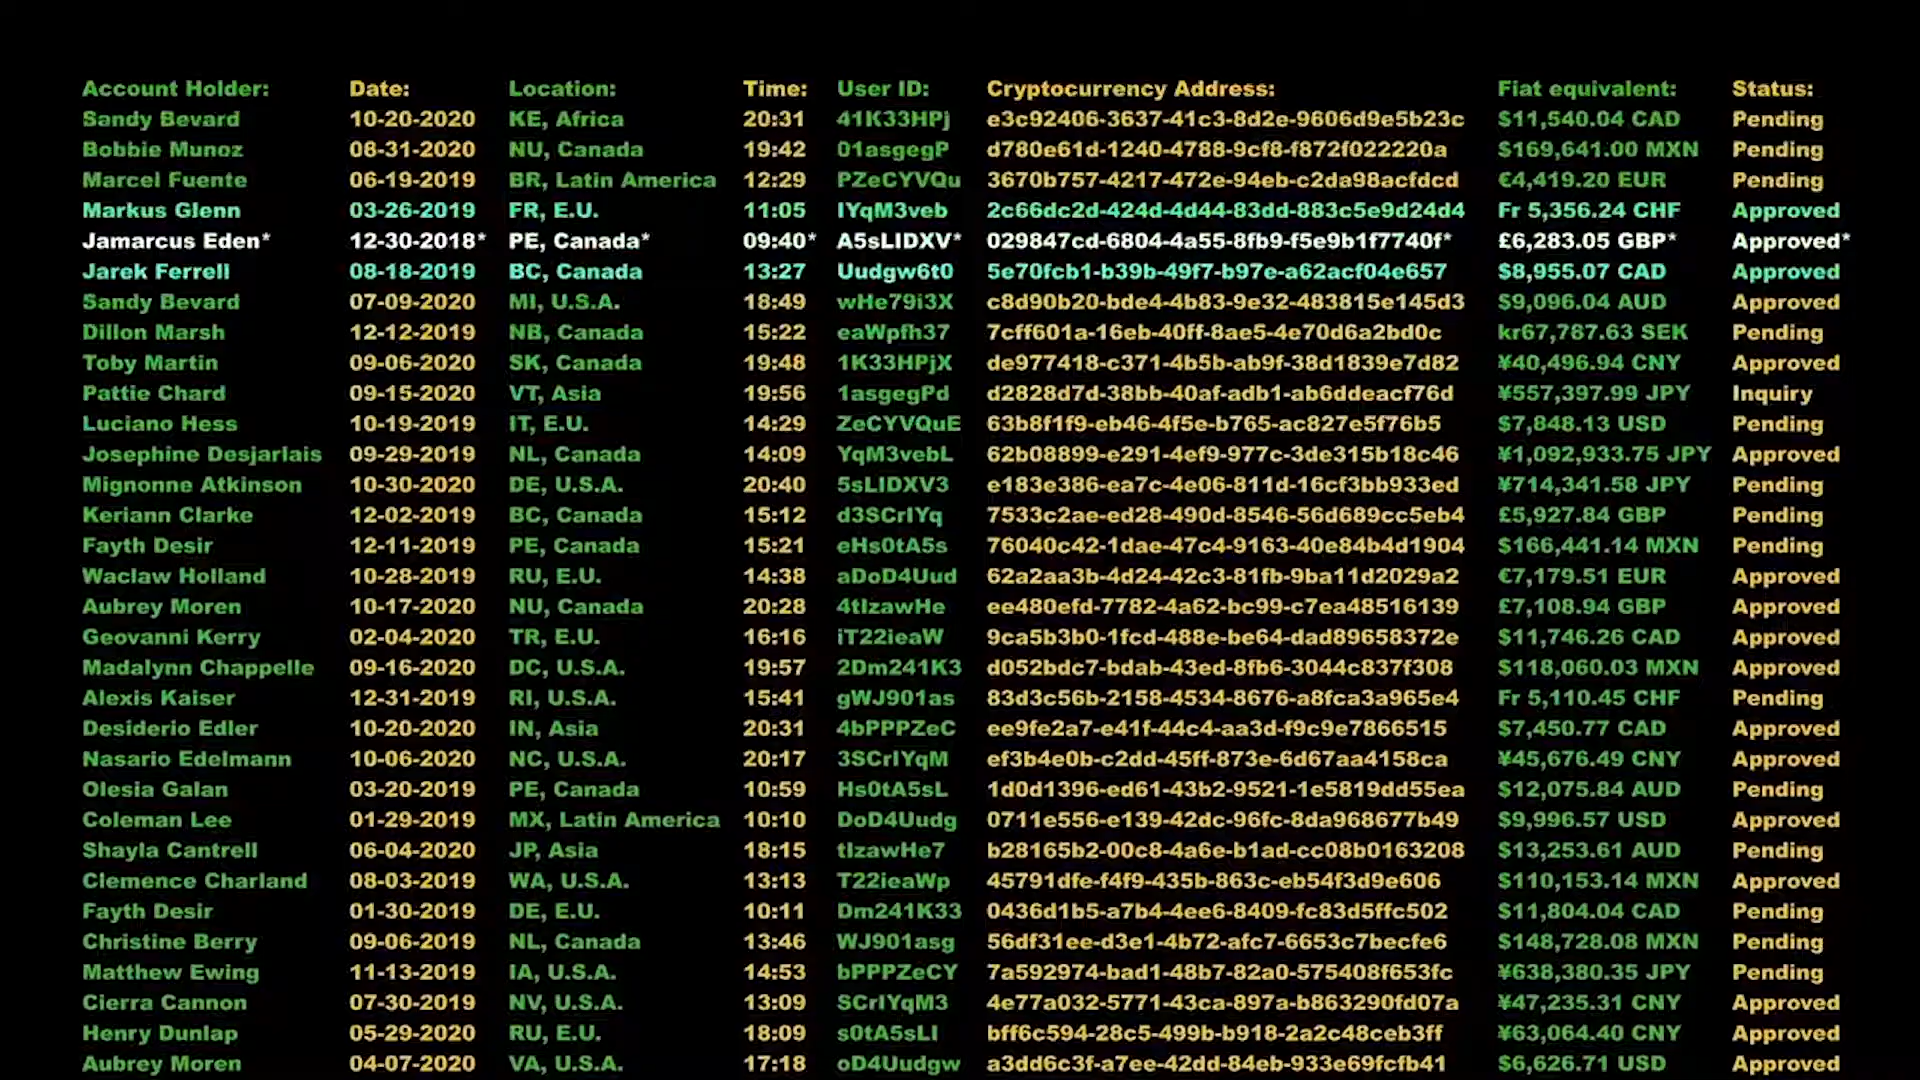 Account Holder: Date: Location: Time: User ID: Cryptocurrency Address: Fiat equivalent: Status:
Sandy Bevard 10-20-2020 KE, Africa 20:31 41K33HPj e3c92406-3637-41c3-8d2e-9606d9e5b23c $11,540.04 CAD Pending
Bobbie Munoz 08-31-2020 NU, Canada 19:42 01asgegP d780e61d-1240-4788-9cf8-f872f022220a $169,641.00 MXN Pending
Marcel Fuente 06-19-2019 BR, Latin America 12:29 PZeCYVQu 3670b757-4217-472e-94eb-c2da98acfdcd €4,419.20 EUR Pending
Markus Glenn 03-26-2019 FR, E.U. 11:05 IYqM3veb 2c66dc2d-424d-4d44-83dd-883c5e9d24d4 Fr 5,356.24 CHF Approved
Jamarcus Eden* 12-30-2018* PE, Canada* 09:40* A5sLIDXV* 029847cd-6804-4a55-8fb9-f5e9b1f7740f* £6,283.05 GBP* Approved*
Jarek Ferrell 08-18-2019 BC, Canada 13:27 Uudgw6t0 5e70fcb1-b39b-49f7-b97e-a62acf04e657 $8,955.07 CAD Approved
Sandy Bevard 07-09-2020 MI, U.S.A. 18:49 wHe79i3X c8d90b20-bde4-4b83-9e32-483815e145d3 $9,096.04 AUD Approved
Dillon Marsh 12-12-2019 NB, Canada 15:22 eaWpfh37 7cff601a-16eb-40ff-8ae5-4e70d6a2bd0c kr67,787.63 SEK Pending
Toby Martin 09-06-2020 SK, Canada 19:48 1K33HPjX de977418-c371-4b5b-ab9f-38d1839e7d82 ¥40,496.94 CNY Approved
Pattie Chard 09-15-2020 VT, Asia 19:56 1asgegPd d2828d7d-38bb-40af-adb1-ab6ddeacf76d ¥557,397.99 JPY Inquiry
Luciano Hess 10-19-2019 IT, E.U. 14:29 ZeCYVQuE 63b8f1f9-eb46-4f5e-b765-ac827e5f76b5 $7,848.13 USD Pending
Josephine Desjarlais 09-29-2019 NL, Canada 14:09 YqM3vebL 62b08899-e291-4ef9-977c-3de315b18c46 ¥1,092,933.75 JPY Approved
Mignonne Atkinson 10-30-2020 DE, U.S.A. 20:40 5sLIDXV3 e183e386-ea7c-4e06-811d-16cf3bb933ed ¥714,341.58 JPY Pending
Keriann Clarke 12-02-2019 BC, Canada 15:12 d3SCrIYq 7533c2ae-ed28-490d-8546-56d689cc5eb4 £5,927.84 GBP Pending
Fayth Desir 12-11-2019 PE, Canada 15:21 eHs0tA5s 76040c42-1dae-47c4-9163-40e84b4d1904 $166,441.14 MXN Pending
Waclaw Holland 10-28-2019 RU, E.U. 14:38 aDoD4Uud 62a2aa3b-4d24-42c3-81fb-9ba11d2029a2 €7,179.51 EUR Approved
Aubrey Moren 10-17-2020 NU, Canada 20:28 4tIzawHe ee480efd-7782-4a62-bc99-c7ea48516139 £7,108.94 GBP Approved
Geovanni Kerry 02-04-2020 TR, E.U. 16:16 iT22ieaW 9ca5b3b0-1fcd-488e-be64-dad89658372e $11,746.26 CAD Approved
Madalynn Chappelle 09-16-2020 DC, U.S.A. 19:57 2Dm241K3 d052bdc7-bdab-43ed-8fb6-3044c837f308 $118,060.03 MXN Approved
Alexis Kaiser 12-31-2019 RI, U.S.A. 15:41 gWJ901as 83d3c56b-2158-4534-8676-a8fca3a965e4 Fr 5,110.45 CHF Pending
Desiderio Edler 10-20-2020 IN, Asia 20:31 4bPPPZeC ee9fe2a7-e41f-44c4-aa3d-f9c9e7866515 $7,450.77 CAD Approved
Nasario Edelmann 10-06-2020 NC, U.S.A. 20:17 3SCrIYqM ef3b4e0b-c2dd-45ff-873e-6d67aa4158ca ¥45,676.49 CNY Approved
Olesia Galan 03-20-2019 PE, Canada 10:59 Hs0tA5sL 1d0d1396-ed61-43b2-9521-1e5819dd55ea $12,075.84 AUD Pending
Coleman Lee 01-29-2019 MX, Latin America 10:10 DoD4Uudg 0711e556-e139-42dc-96fc-8da968677b49 $9,996.57 USD Approved
Shayla Cantrell 06-04-2020 JP, Asia 18:15 tIzawHe7 b28165b2-00c8-4a6e-b1ad-cc08b0163208 $13,253.61 AUD Pending
Clemence Charland 08-03-2019 WA, U.S.A. 13:13 T22ieaWp 45791dfe-f4f9-435b-863c-eb54f3d9e606 $110,153.14 MXN Approved
Fayth Desir 01-30-2019 DE, E.U. 10:11 Dm241K33 0436d1b5-a7b4-4ee6-8409-fc83d5ffc502 $11,804.04 CAD Pending
Christine Berry 09-06-2019 NL, Canada 13:46 WJ901asg 56df31ee-d3e1-4b72-afc7-6653c7becfe6 $148,728.08 MXN Pending
Matthew Ewing 11-13-2019 IA, U.S.A. 14:53 bPPPZeCY 7a592974-bad1-48b7-82a0-575408f653fc ¥638,380.35 JPY Pending
Cierra Cannon 07-30-2019 NV, U.S.A. 13:09 SCrIYqM3 4e77a032-5771-43ca-897a-b863290fd07a ¥47,235.31 CNY Approved
Henry Dunlap 05-29-2020 RU, E.U. 18:09 s0tA5sLI bff6c594-28c5-499b-b918-2a2c48ceb3ff ¥63,064.40 CNY Approved
Aubrey Moren 04-07-2020 VA, U.S.A. 17:18 oD4Uudgw a3dd6c3f-a7ee-42dd-84eb-933e69fcfb41 $6,626.71 USD Approved